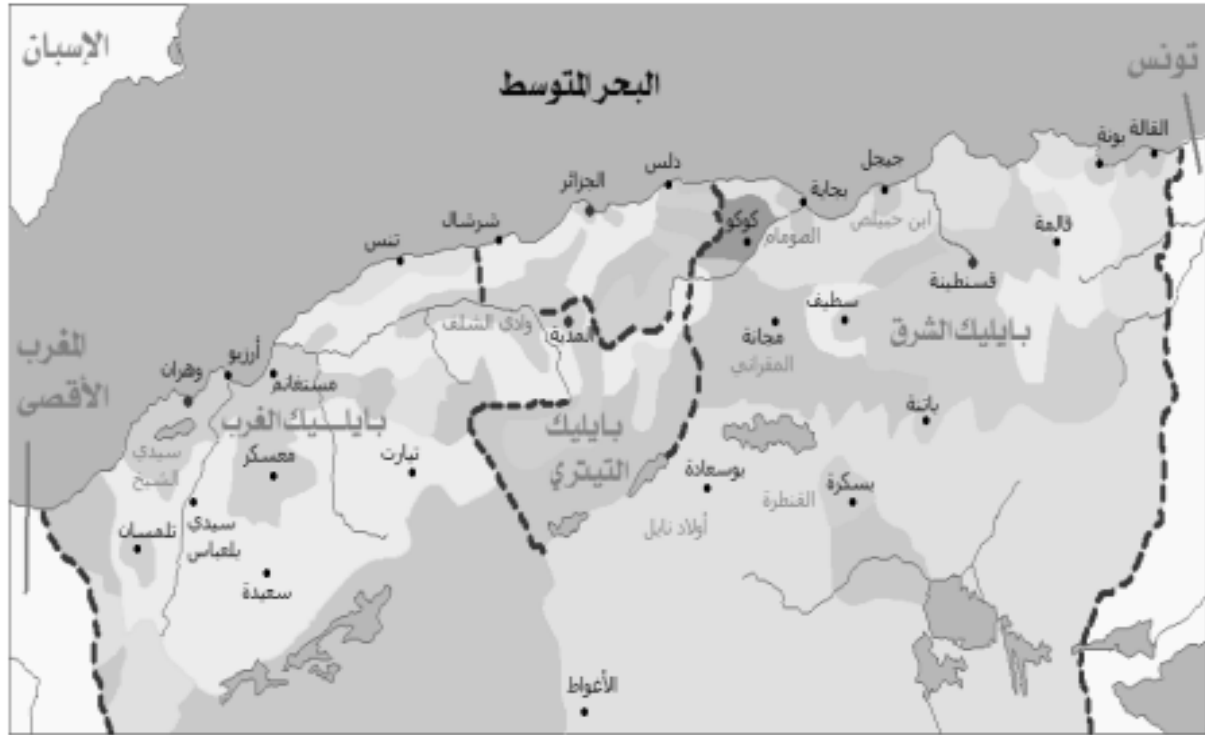 الإسبان
تونس
البحر المتوسط
القالة
بونة
جيجل
دلس
بجاية
الجزائر
ابن حبيلص
كوكو
الصومام
قالمة
شرشال
تنس
قسنطينة
سطيف
بايليك الشرق
وادي الشلف
المدية
مجانة
المقراني
المغرب
الأقصى
أرزيو
وهران
مستغانم
بايليك الغرب
باتنة
بايليك
التيتري
سيدي
الشيخ
معسكر
تيارت
بوسعادة
بسكرة
القنطرة
أولاد نايل
سيدي
بلعباس
تلمسان
سعيدة
الأغواط